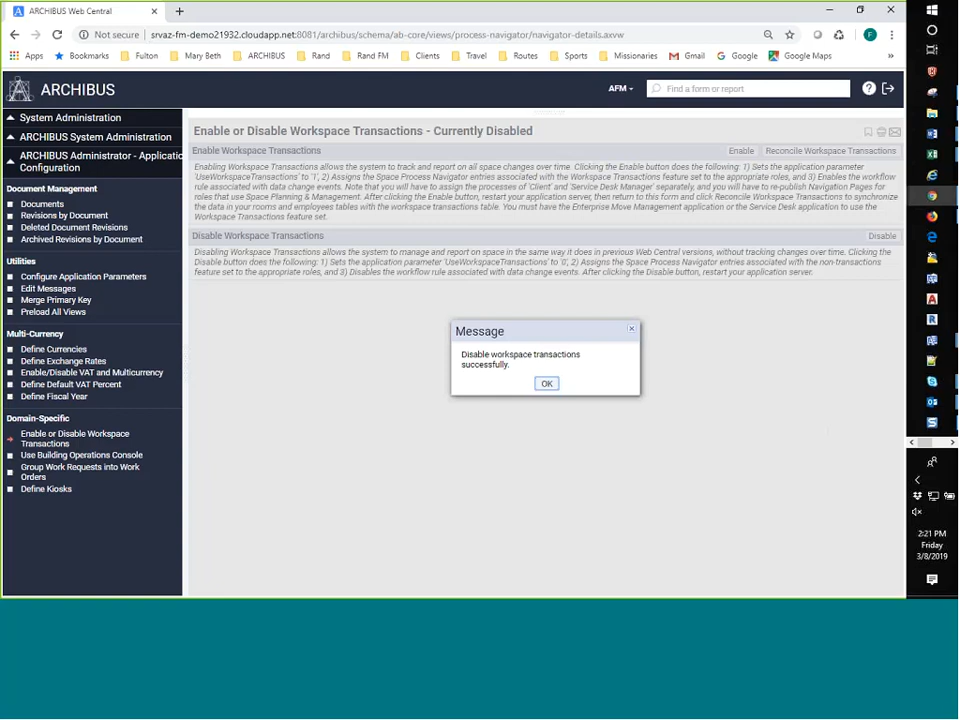 ARCHIBUS Web Central
Not secure
srvaz-fm-demo21932.cloudapp.net:8081/archibus/schema/ab-core/views/process-navigator/navigator-details.axvw
Apps Bookmarks Fulton Mary Beth ARCHIBUS Rand Rand FM Clients Travel Routes Sports Missionaries Gmail Google Google Maps »
ARCHIBUS
AFM
Find a form or report
System Administration
ARCHIBUS System Administration
ARCHIBUS Administrator - Applicatic
Configuration
Document Management
Documents
Revisions by Document
Deleted Document Revisions
Archived Revisions by Document
Utilities
Configure Application Parameters
Edit Messages
Merge Primary Key
Preload All Views
Multi-Currency
Define Currencies
Define Exchange Rates
Enable/Disable VAT and Multicurrency
Define Default VAT Percent
Define Fiscal Year
Domain-Specific
Enable or Disable Workspace
Transactions
Use Building Operations Console
Group Work Requests into Work
Orders
Define Kiosks
Enable or Disable Workspace Transactions - Currently Disabled
Enable Workspace Transactions Enable Reconcile Workspace Transactions
Enabling Workspace Transactions allows the system to track and report on all space changes over time. Clicking the Enable button does the following: 1) Sets the application parameter
'UseWorkspaceTransactions' to '1', 2) Assigns the Space Process Navigator entries associated with the Workspace Transactions feature set the appropriate roles, and 3) Enables the workflow
rule associated with data change events. Note that you will have to assign the processes of 'Client' and 'Service Desk Manager' separately, and you will have to re-publish Navigation Pages for
roles that use Space Planning & Management. After clicking the Enable button, restart your application server, then return to this form and click Reconcile Workspace Transactions to synchronize
the data in your rooms and employees tables with the workspace transactions table. You must have the Enterprise Move Management application or the Service Desk application to use the
Workspace Transactions feature set.
Disable Workspace Transactions Disable
Disabling Workspace Transactions allows the system to manage and report on space in the same way it does in previous Web Central versions, without tracking changes over time. Clicking the
Disable button does the following: 1) Sets the application parameter 'UseWorkspaceTransactions' to '0', 2) Assigns the Space Process Navigator entries associated with the non-transactions
feature set to the appropriate roles, and 3) Disables the workflow rule associated with data change events. After clicking the Disable button, restart your application server.
Message
Disable workspace transactions
successfully.
OK
2:21 PM
Friday
3/8/2019